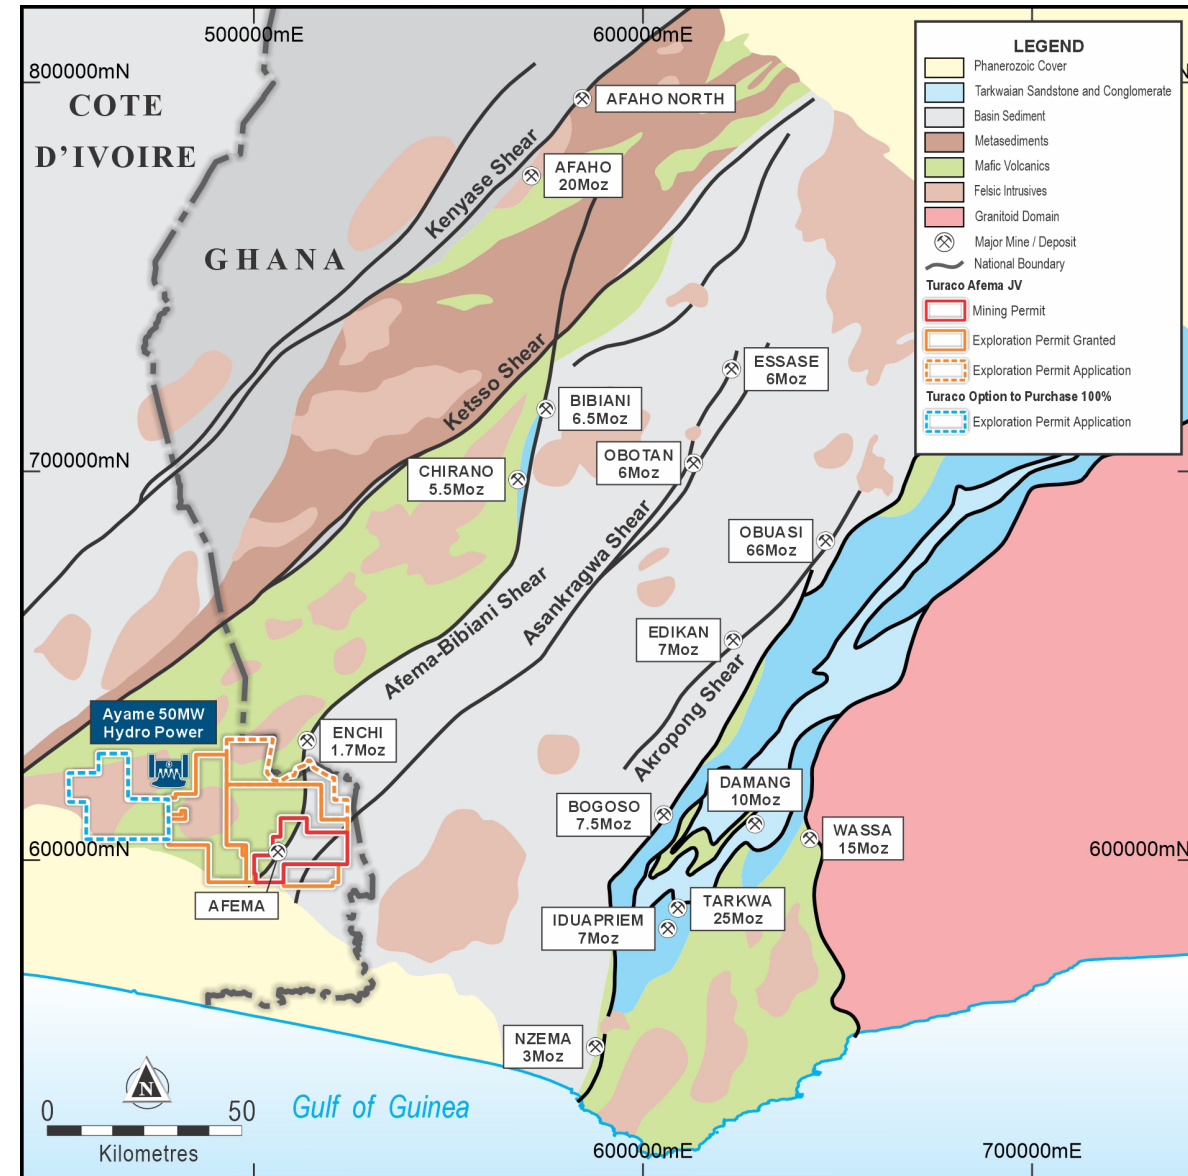 500000mE
600000mE
800000mN
COTE
D'IVOIRE
GHANA
AFAHO NORTH
AFAHO
20Moz
Kenyase Shear
LEGEND
Phanerozoic Cover
Tarkwaian Sandstone and Conglomerate
Basin Sediment
Metasediments
Mafic Volcanics
Felsic Intrusives
Granitoid Domain
Major Mine / Deposit
National Boundary
Turaco Afema JV
Mining Permit
Exploration Permit Granted
Exploration Permit Application
Turaco Option to Purchase 100%
Exploration Permit Application
Ketsso Shear
ESSASE
6Moz
BIBIANI
6.5Moz
700000mN
CHIRANO
5.5Moz
OBOTAN
6Moz
OBUASI
66Moz
Asankragwa Shear
Afema-Bibiani Shear
EDIKAN
7Moz
Akropong Shear
Ayame 50MW
Hydro Power
ENCHI
1.7Moz
DAMANG
10Moz
BOGOSO
7.5Moz
WASSA
15Moz
600000mN
600000mN
AFEMA
TARKWA
25Moz
IDUAPRIEM
7Moz
NZEMA
3Moz
N
0 50
Kilometres
Gulf of Guinea
600000mE
700000mE